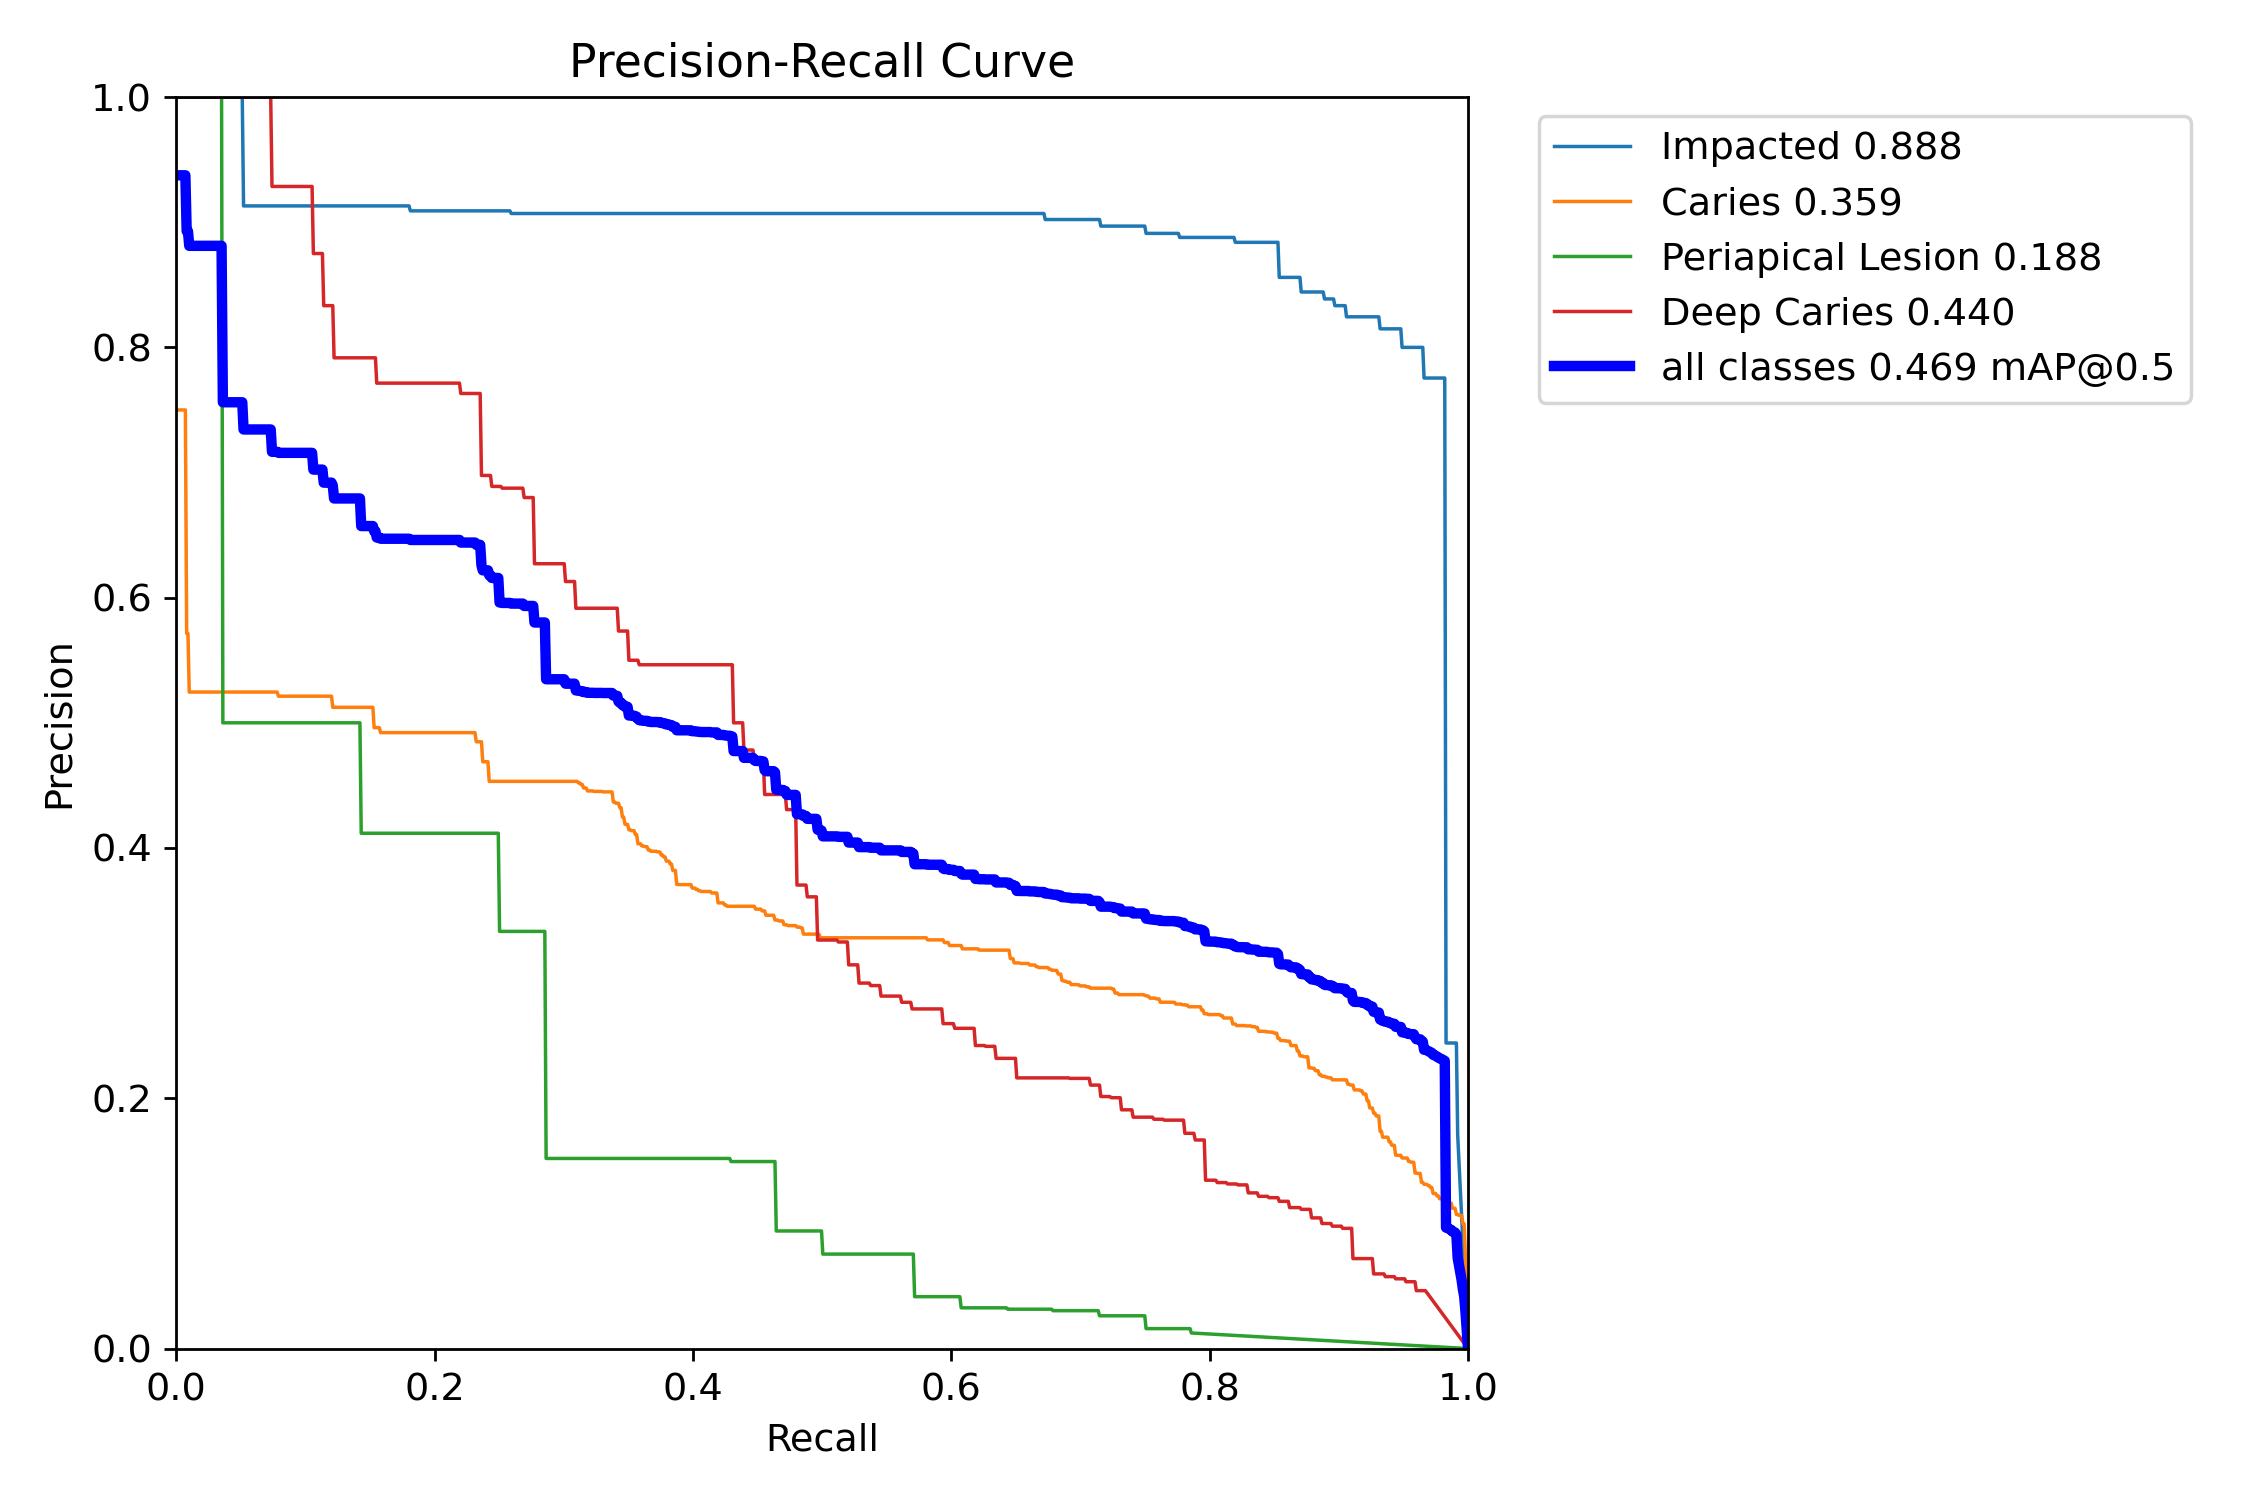 Precision-Recall Curve
1.0
0.8
0.6
0.4
0.2
0.0
Precision
0.0 0.2 0.4 0.6 0.8 1.0
Recall
Impacted 0.888
Caries 0.359
Periapical Lesion 0.188
Deep Caries 0.440
all classes 0.469 mAP@0.5